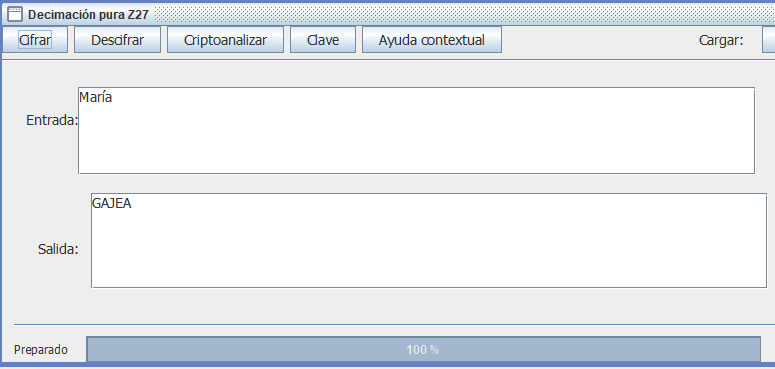 Decimación pura Z27
Cifrar Descifrar Criptoanalizar Clave Ayuda contextual Cargar:
Entrada: María
Salida: GAJEA
Preparado 100 %